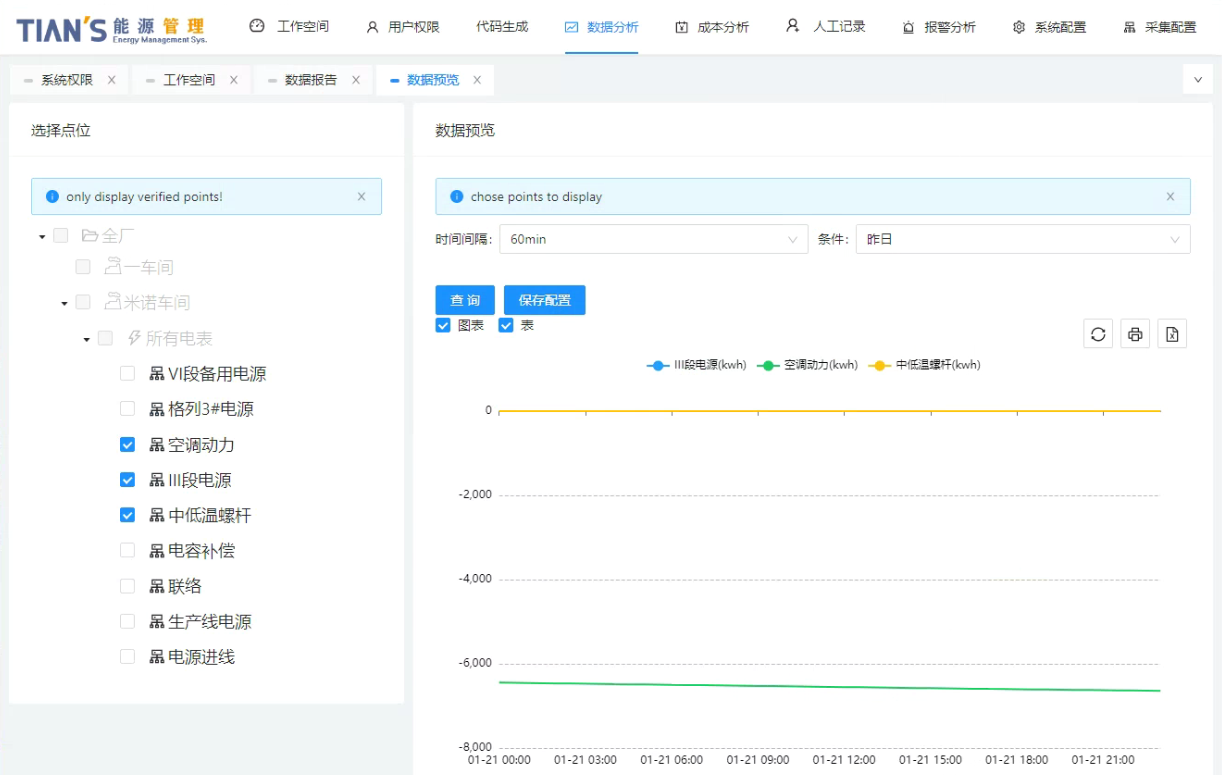 TIAN'S 能源管理
Energy Management Sys.
工作空间 用户权限 代码生成 数据分析 成本分析 人工记录 报警分析 系统配置 采集配置
系统权限 工作空间 数据报告 数据预览
选择点位
only display verified points!
全厂
一车间
米诺车间
所有电表
VI段备用电源
格列3#电源
空调动力
III段电源
中低温螺杆
电容补偿
联络
生产线电源
电源进线
数据预览
chose points to display
时间间隔: 60min 条件: 昨日
查 询 保存配置
图表 表
III段电源(kwh) 空调动力(kwh) 中低温螺杆(kwh)
0
-2,000
-4,000
-6,000
-8,000
01-21 00:00 01-21 03:00 01-21 06:00 01-21 09:00 01-21 12:00 01-21 15:00 01-21 18:00 01-21 21:00